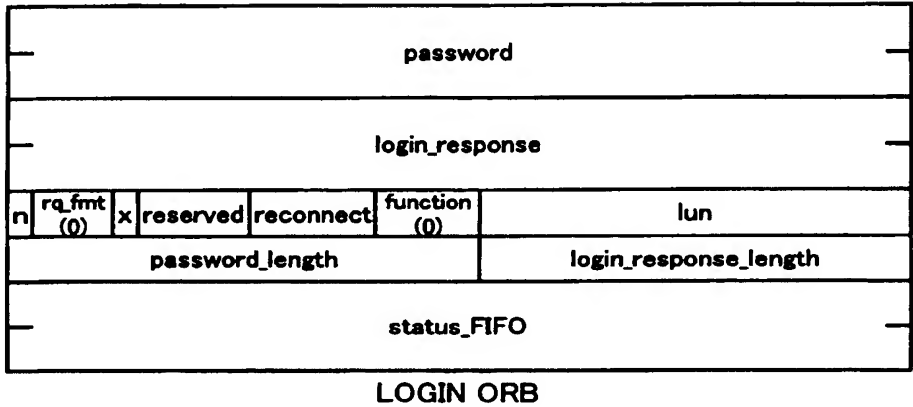 password
login_response
n rq_fmt (0) x reserved reconnect function (0) lun
password_length login_response_length
status_FIFO
LOGIN ORB